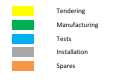 Tendering
Manufacturing
Tests
Installation
Spares